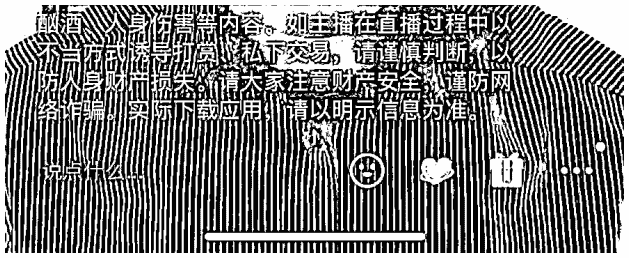 酗酒、人身伤害等内容。如主播在直播过程中以
不当方式诱导打赏、私下交易，请谨慎判断，以
防人身财产损失。请大家注意财产安全，谨防网
络诈骗。实际下载应用，请以明示信息为准。
说点什么...